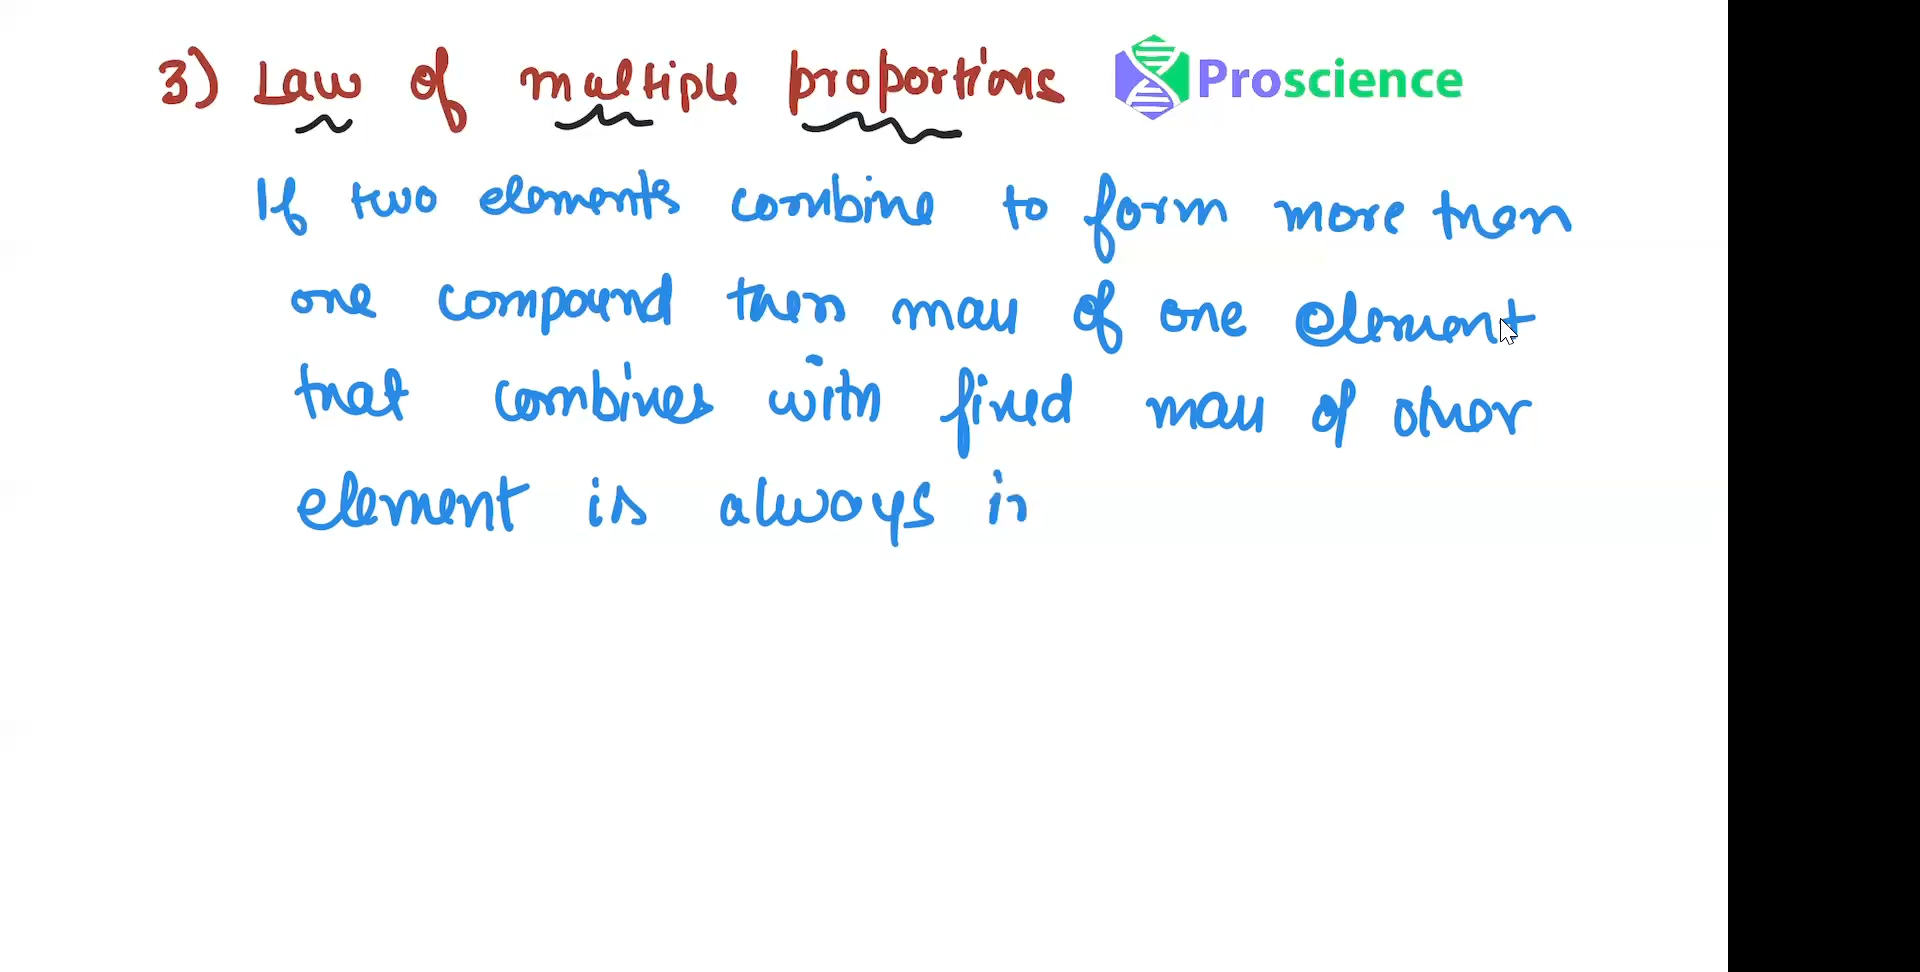 3) Law of multiple proportions Proscience
If two elements combine to form more than
one compound then mass of one element
that combines with fixed mass of other
element is always in